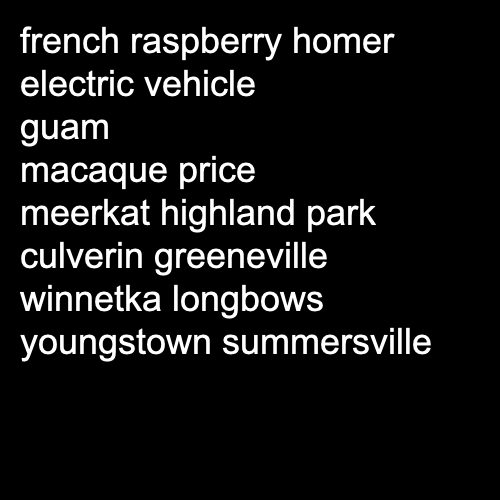 french raspberry homer
electric vehicle
guam
macaque price
meerkat highland park
culverin greeneville
winnetka longbows
youngstown summersville